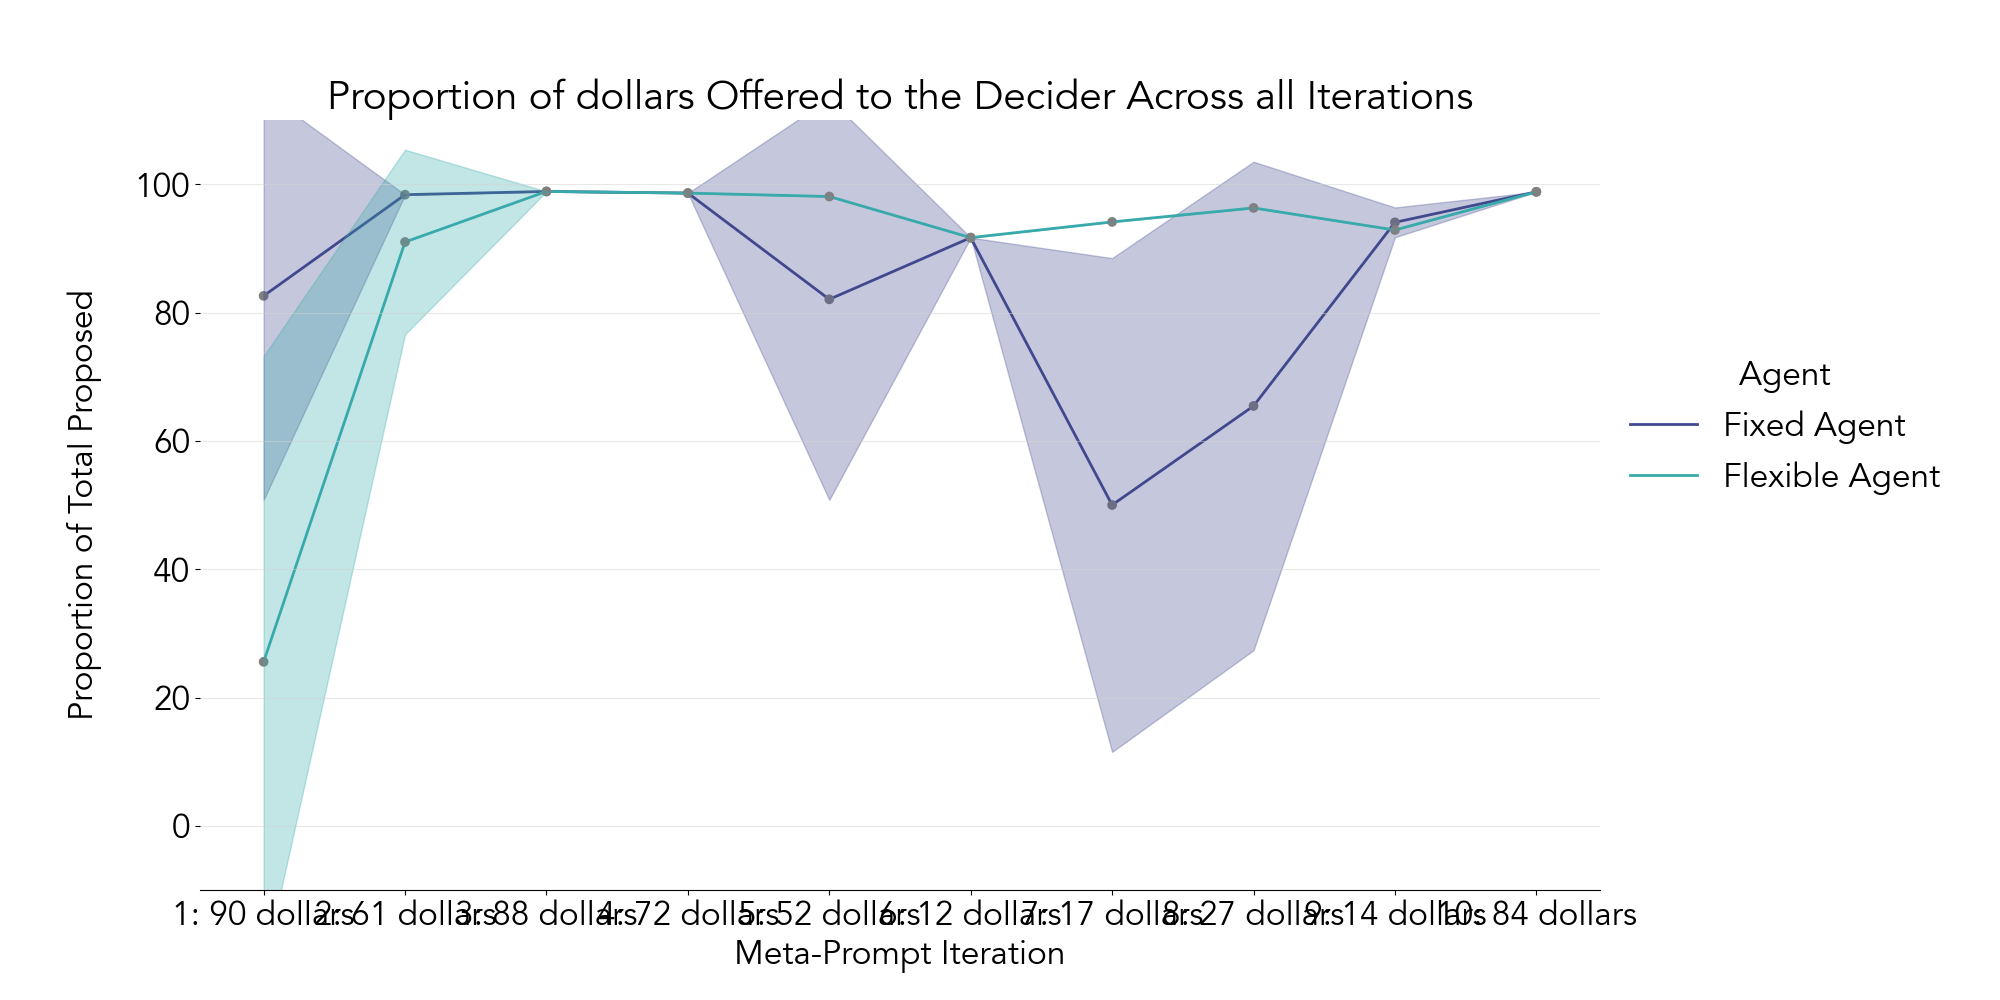 Proportion of dollars Offered to the Decider Across all Iterations
Proportion of Total Proposed
100
80
60
40
20
0
1: 90 dollars
2: 61 dollars
3: 88 dollars
4: 72 dollars
5: 52 dollars
6: 12 dollars
7: 17 dollars
8: 27 dollars
9: 14 dollars
10: 84 dollars
Meta-Prompt Iteration
Agent
Fixed Agent
Flexible Agent